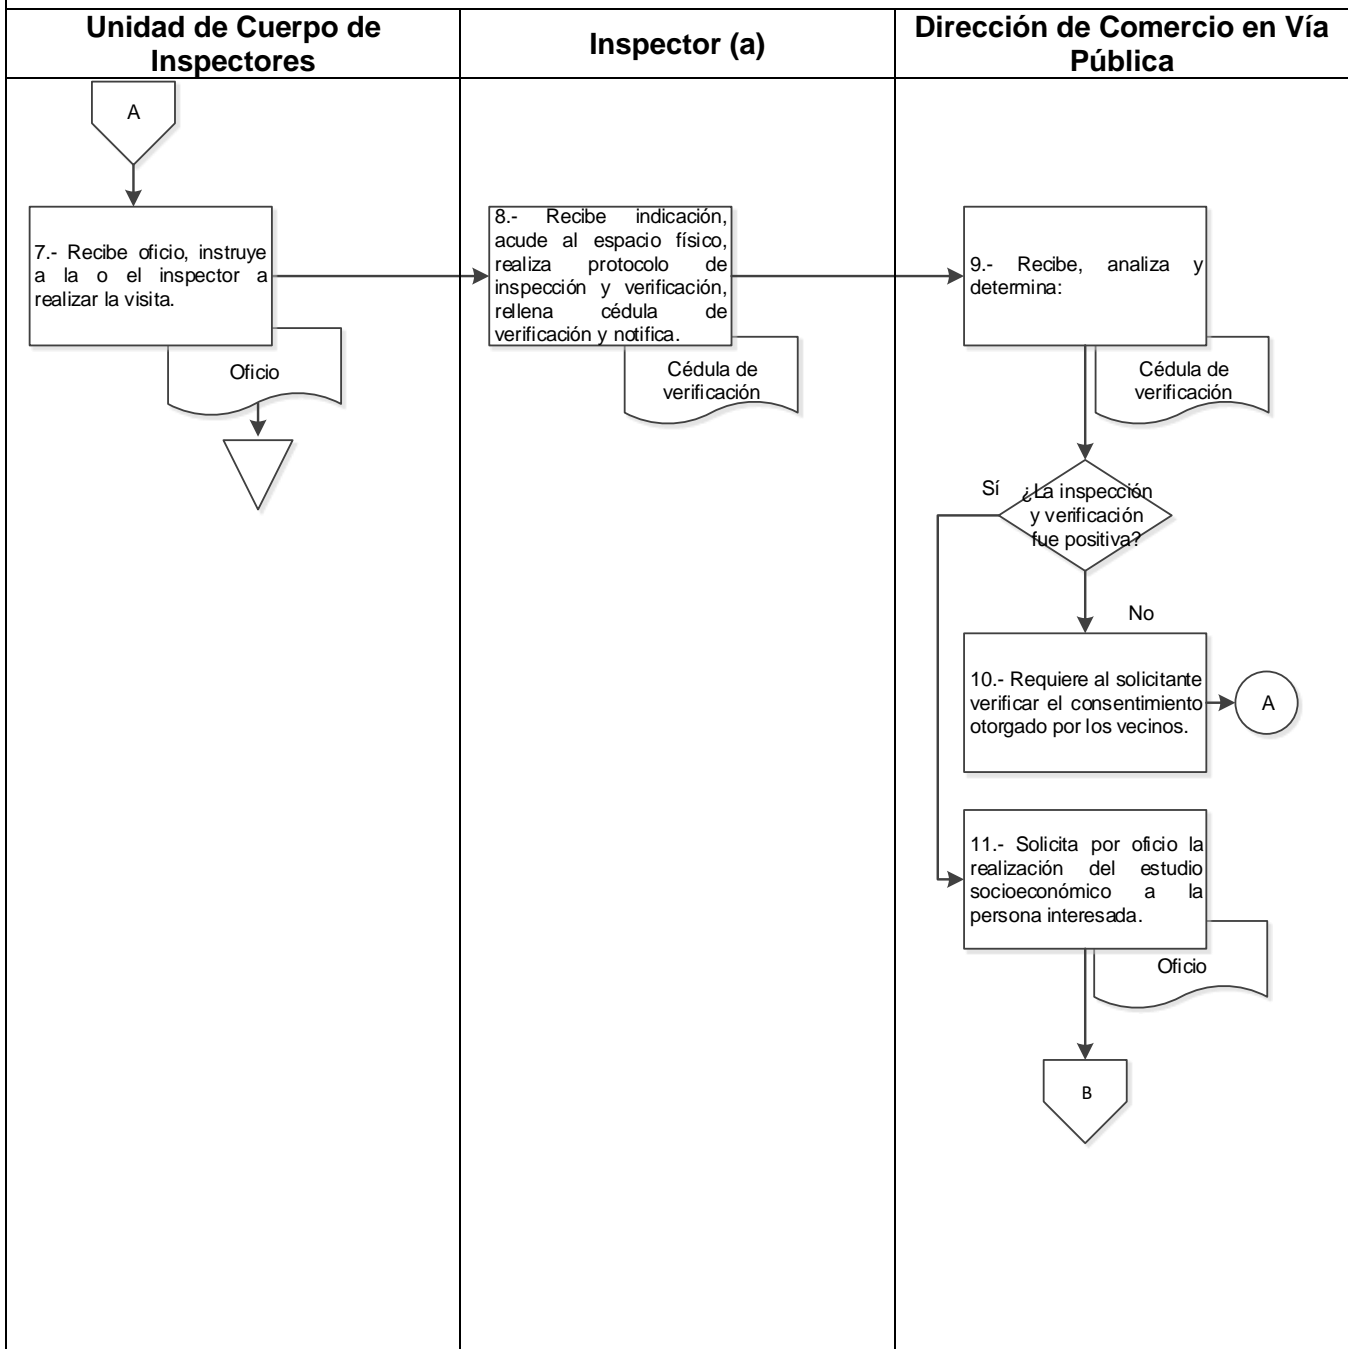 Unidad de Cuerpo de
Inspectores
Inspector (a)
Dirección de Comercio en Vía
Pública
A
7.- Recibe oficio, instruye
a la o el inspector a
realizar la visita.
Oficio
8.- Recibe indicación,
acude al espacio físico,
realiza protocolo de
inspección y verificación,
rellena cédula de
verificación y notifica.
Cédula de
verificación
9.- Recibe, analiza y
determina:
Cédula de
verificación
Sí
¿La inspección
y verificación
fue positiva?
No
10.- Requiere al solicitante
verificar el consentimiento
otorgado por los vecinos.
A
11.- Solicita por oficio la
realización del estudio
socioeconómico a la
persona interesada.
Oficio
B